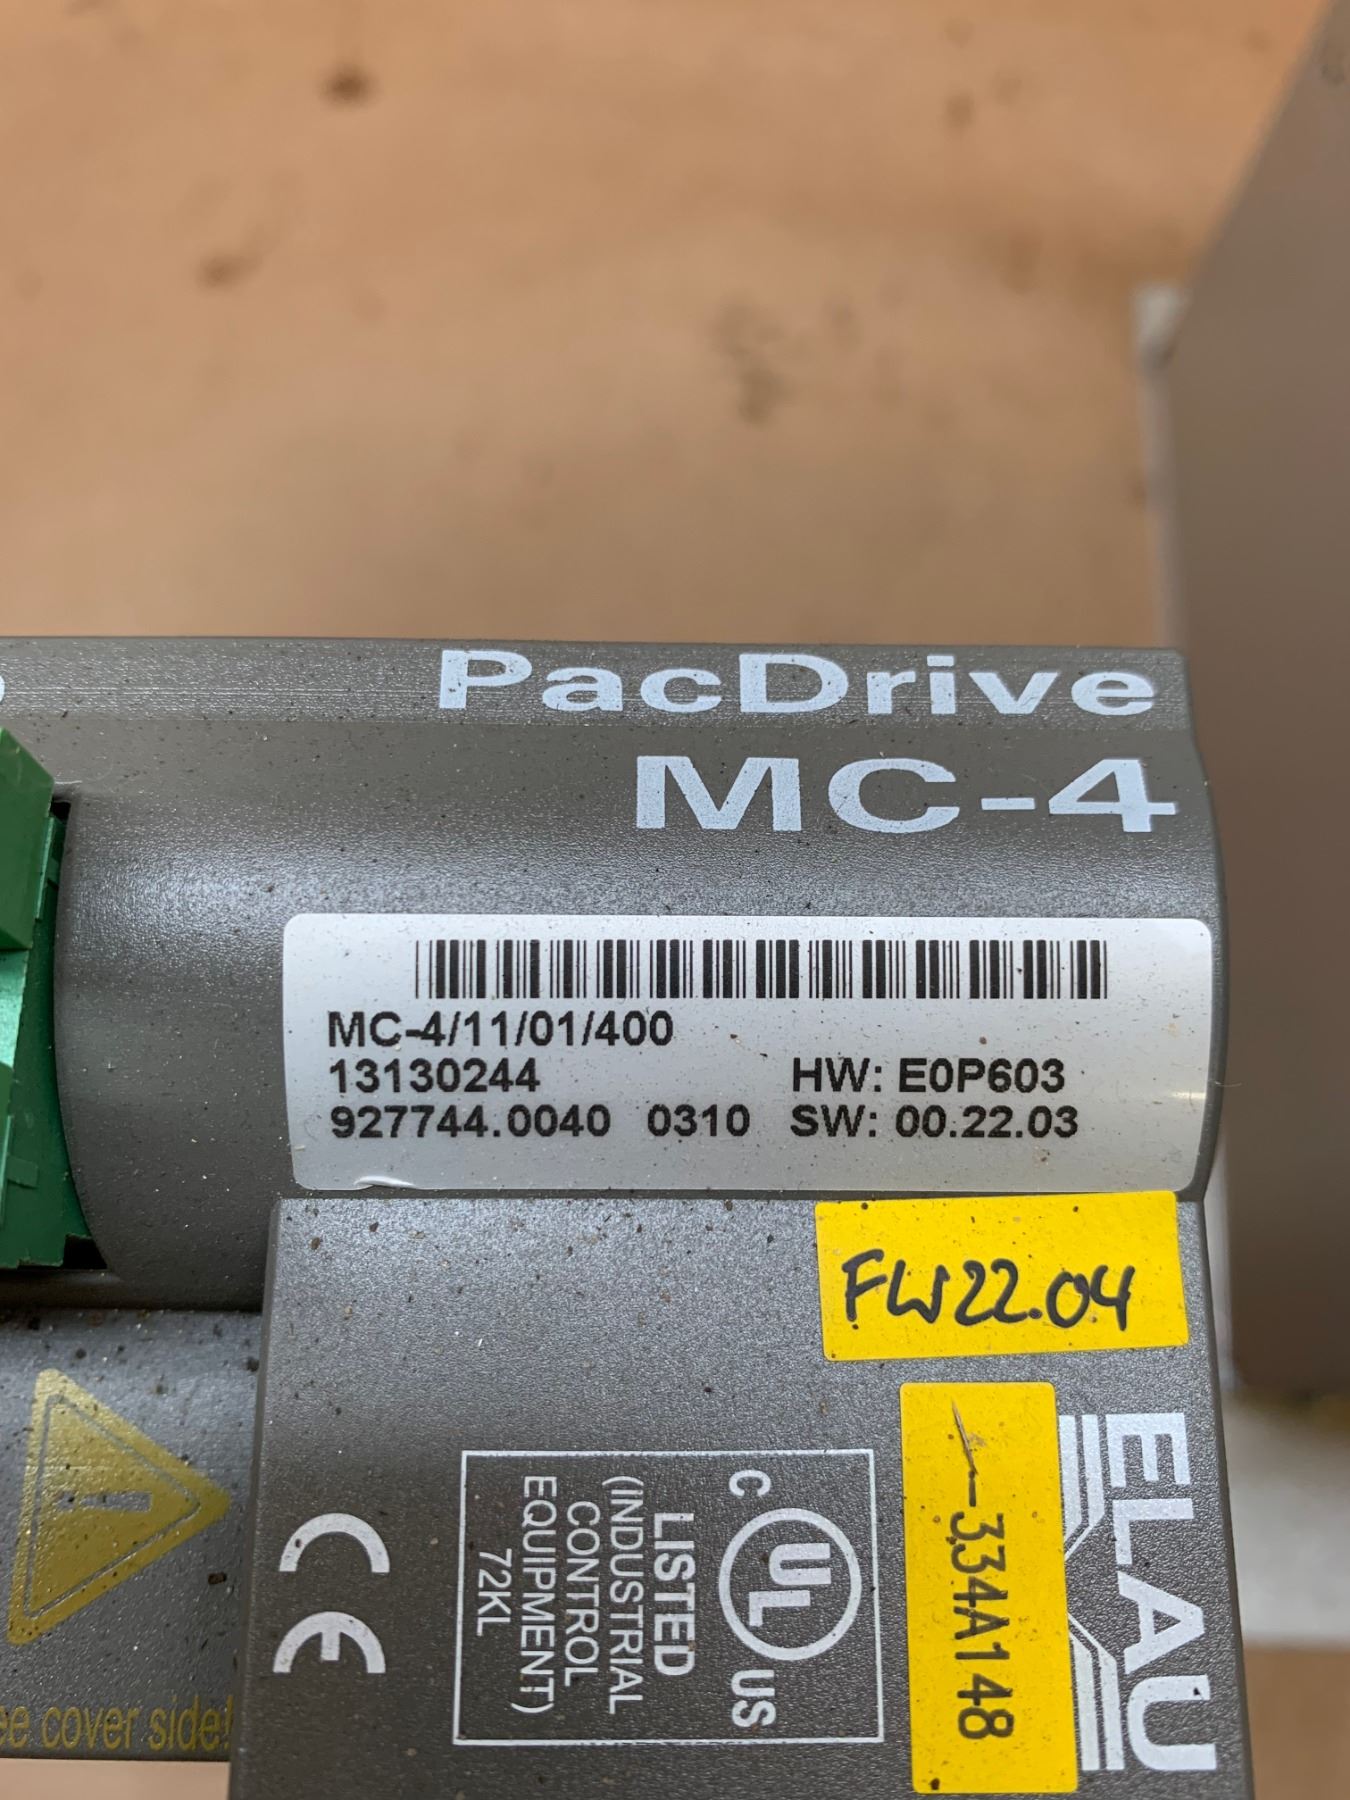 PacDrive
MC-4
MC-4/11/01/400
13130244 HW: E0P603
927744.0040 0310 SW: 00.22.03
FW22.04
ELAU
-334A148
C UL US
LISTED
(INDUSTRIAL
CONTROL
EQUIPMENT)
72KL
CE
cover side!